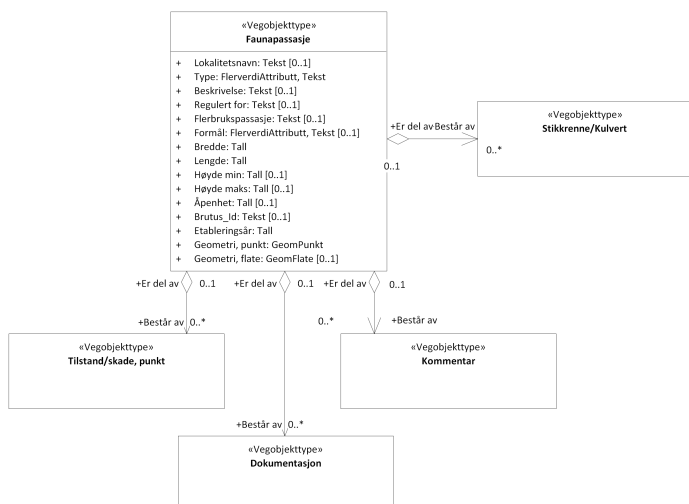 «Vegobjekttype»
Faunapassasje
+ Lokalitetsnavn: Tekst [0..1]
+ Type: FlerverdiAttributt, Tekst
+ Beskrivelse: Tekst [0..1]
+ Regulert for: Tekst [0..1]
+ Flerbrukspassasje: Tekst [0..1]
+ Formål: FlerverdiAttributt, Tekst [0..1]
+ Bredde: Tall
+ Lengde: Tall
+ Høyde min: Tall [0..1]
+ Høyde maks: Tall [0..1]
+ Åpenhet: Tall [0..1]
+ Brutus_Id: Tekst [0..1]
+ Etableringsår: Tall
+ Geometri, punkt: GeomPunkt
+ Geometri, flate: GeomFlate [0..1]
+Er del av
+Består av
0..1
0..*
«Vegobjekttype»
Stikkrenne/Kulvert
+Er del av 0..1
+Er del av 0..1
+Er del av 0..1
+Består av 0..*
0..* +Består av
«Vegobjekttype»
Tilstand/skade, punkt
«Vegobjekttype»
Kommentar
+Består av 0..*
«Vegobjekttype»
Dokumentasjon